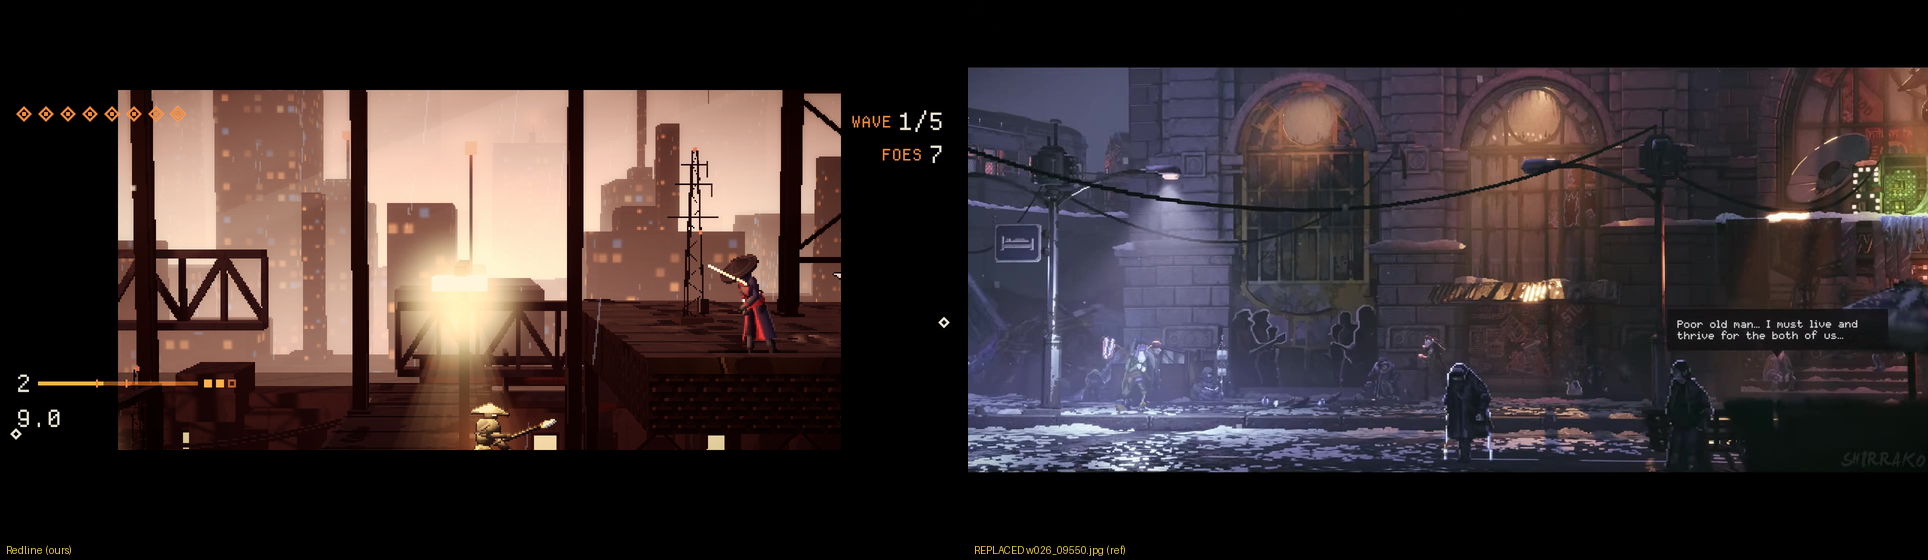 WAVE 1/5
FOES 7
2
9.0
Poor old man... I must live and
thrive for the both of us...
SHIRRAKO
Redline (ours)
REPLACED w026_09550.jpg (ref)